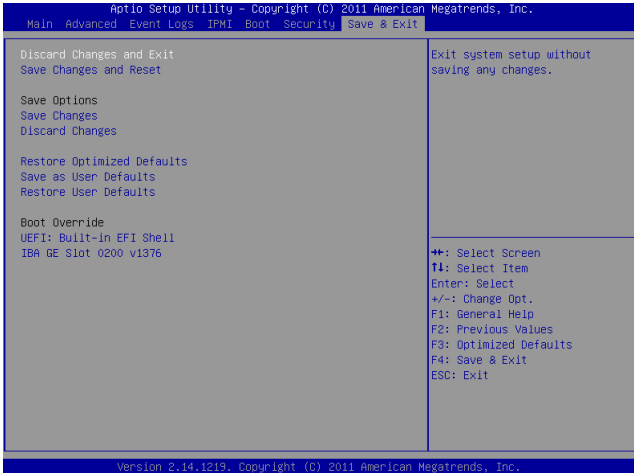 Aptio Setup Utility – Copyright (C) 2011 American Megatrends, Inc.
Main Advanced Event Logs IPMI Boot Security Save & Exit
Discard Changes and Exit
Save Changes and Reset
Save Options
Save Changes
Discard Changes
Restore Optimized Defaults
Save as User Defaults
Restore User Defaults
Boot Override
UEFI: Built-in EFI Shell
IBA GE Slot 0200 v1376
Exit system setup without
saving any changes.
→←: Select Screen
↑↓: Select Item
Enter: Select
+/-: Change Opt.
F1: General Help
F2: Previous Values
F3: Optimized Defaults
F4: Save & Exit
ESC: Exit
Version 2.14.1219. Copyright (C) 2011 American Megatrends, Inc.